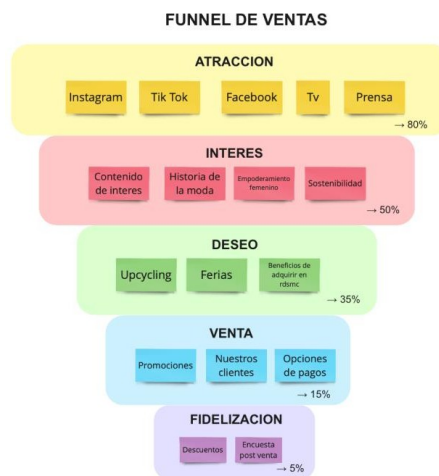 FUNNEL DE VENTAS
ATRACCION
Instagram
Tik Tok
Facebook
Tv
Prensa
→ 80%
INTERES
Contenido
de interes
Historia de
la moda
Empoderamiento
femenino
Sostenibilidad
→ 50%
DESEO
Upcycling
Ferias
Beneficios de
adquirir en
rdsmc
→ 35%
VENTA
Promociones
Nuestros
clientes
Opciones
de pagos
→ 15%
FIDELIZACION
Descuentos
Encuesta
post venta
→ 5%